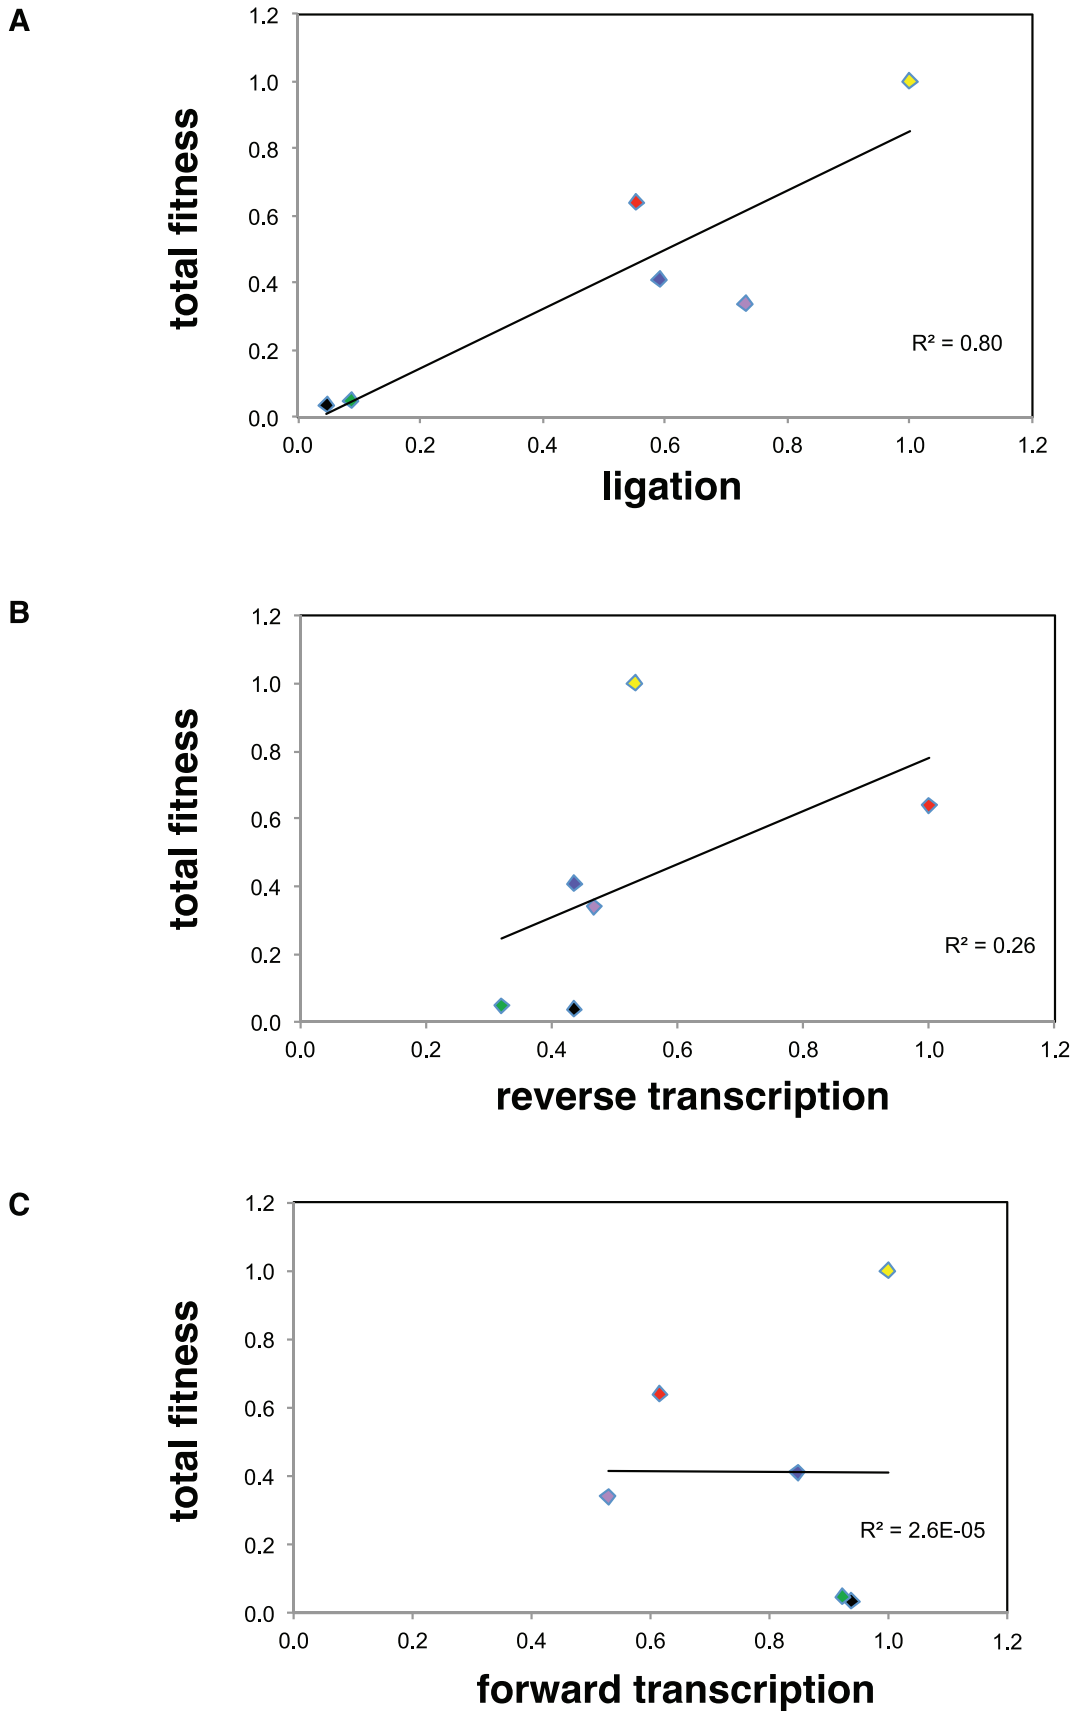 A
total fitness
1.2
1.0
0.8
0.6
0.4
0.2
0.0
R² = 0.80
0.0 0.2 0.4 0.6 0.8 1.0 1.2
ligation
B
total fitness
1.2
1.0
0.8
0.6
0.4
0.2
0.0
R² = 0.26
0.0 0.2 0.4 0.6 0.8 1.0 1.2
reverse transcription
C
total fitness
1.2
1.0
0.8
0.6
0.4
0.2
0.0
R² = 2.6E-05
0.0 0.2 0.4 0.6 0.8 1.0 1.2
forward transcription